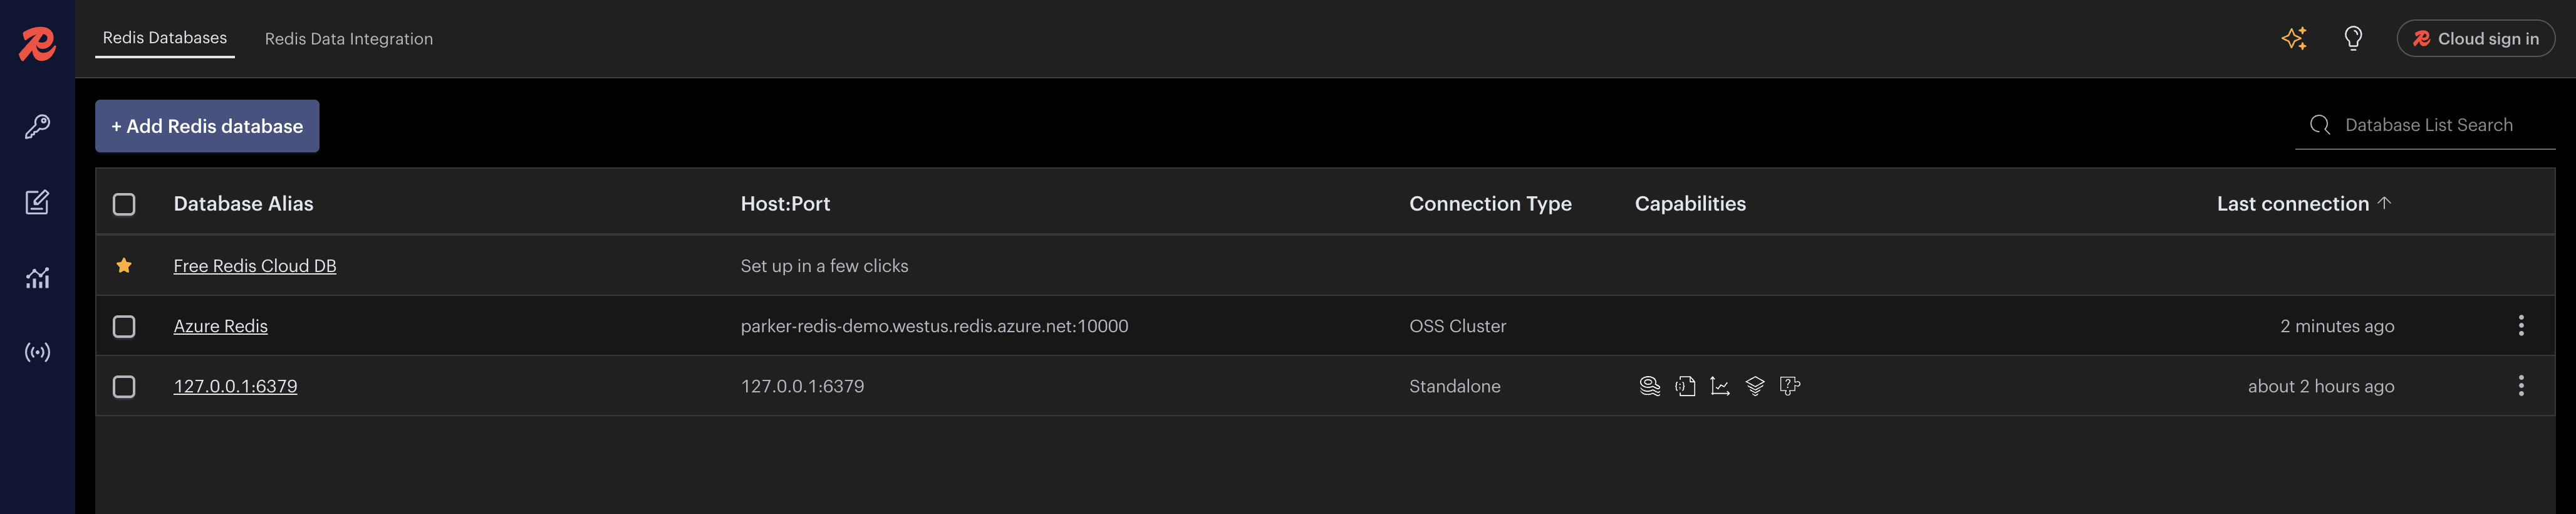 Redis Databases
Redis Data Integration
Cloud sign in
+ Add Redis database
Database List Search
Database Alias
Host:Port
Connection Type
Capabilities
Last connection ↑
Free Redis Cloud DB
Set up in a few clicks
Azure Redis
parker-redis-demo.westus.redis.azure.net:10000
OSS Cluster
2 minutes ago
127.0.0.1:6379
127.0.0.1:6379
Standalone
about 2 hours ago